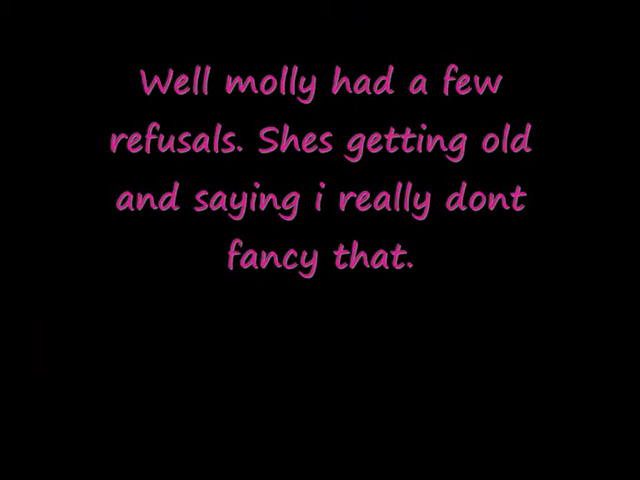 Well molly had a few
refusals. Shes getting old
and saying i really dont
fancy that.